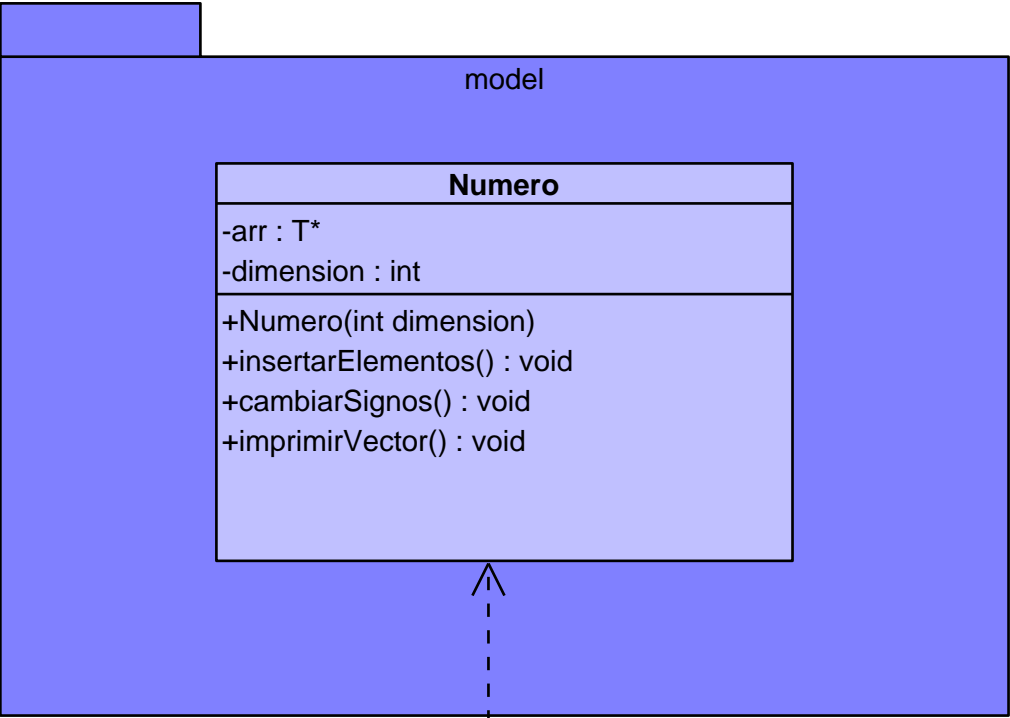 model
Numero
-arr : T*
-dimension : int
+Numero(int dimension)
+insertarElementos() : void
+cambiarSignos() : void
+imprimirVector() : void